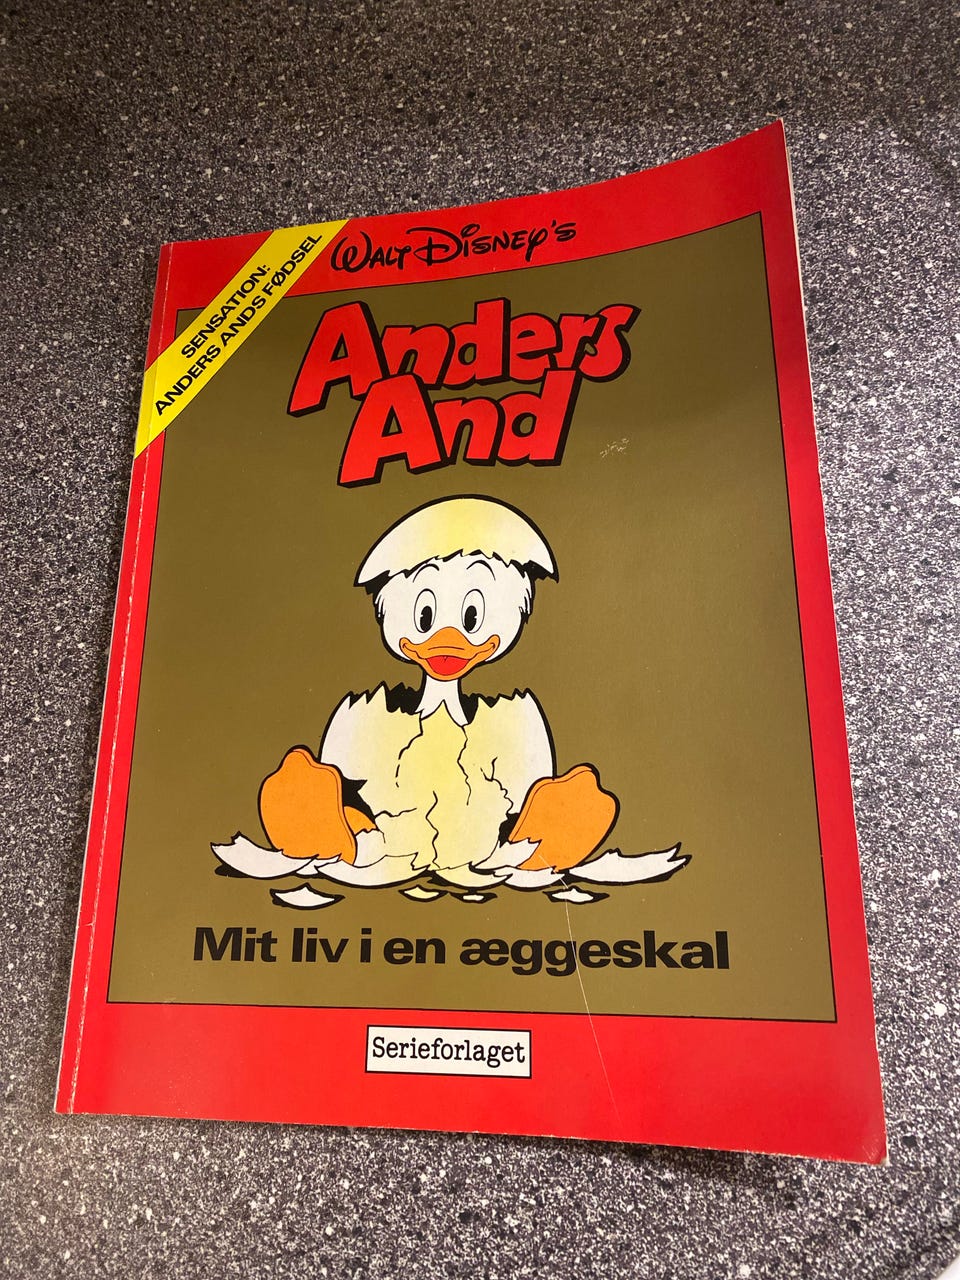 SENSATION:
ANDERS ANDS FØDSEL
WALT DISNEY'S
Anders
And
Mit liv i en æggeskal
Serieforlaget